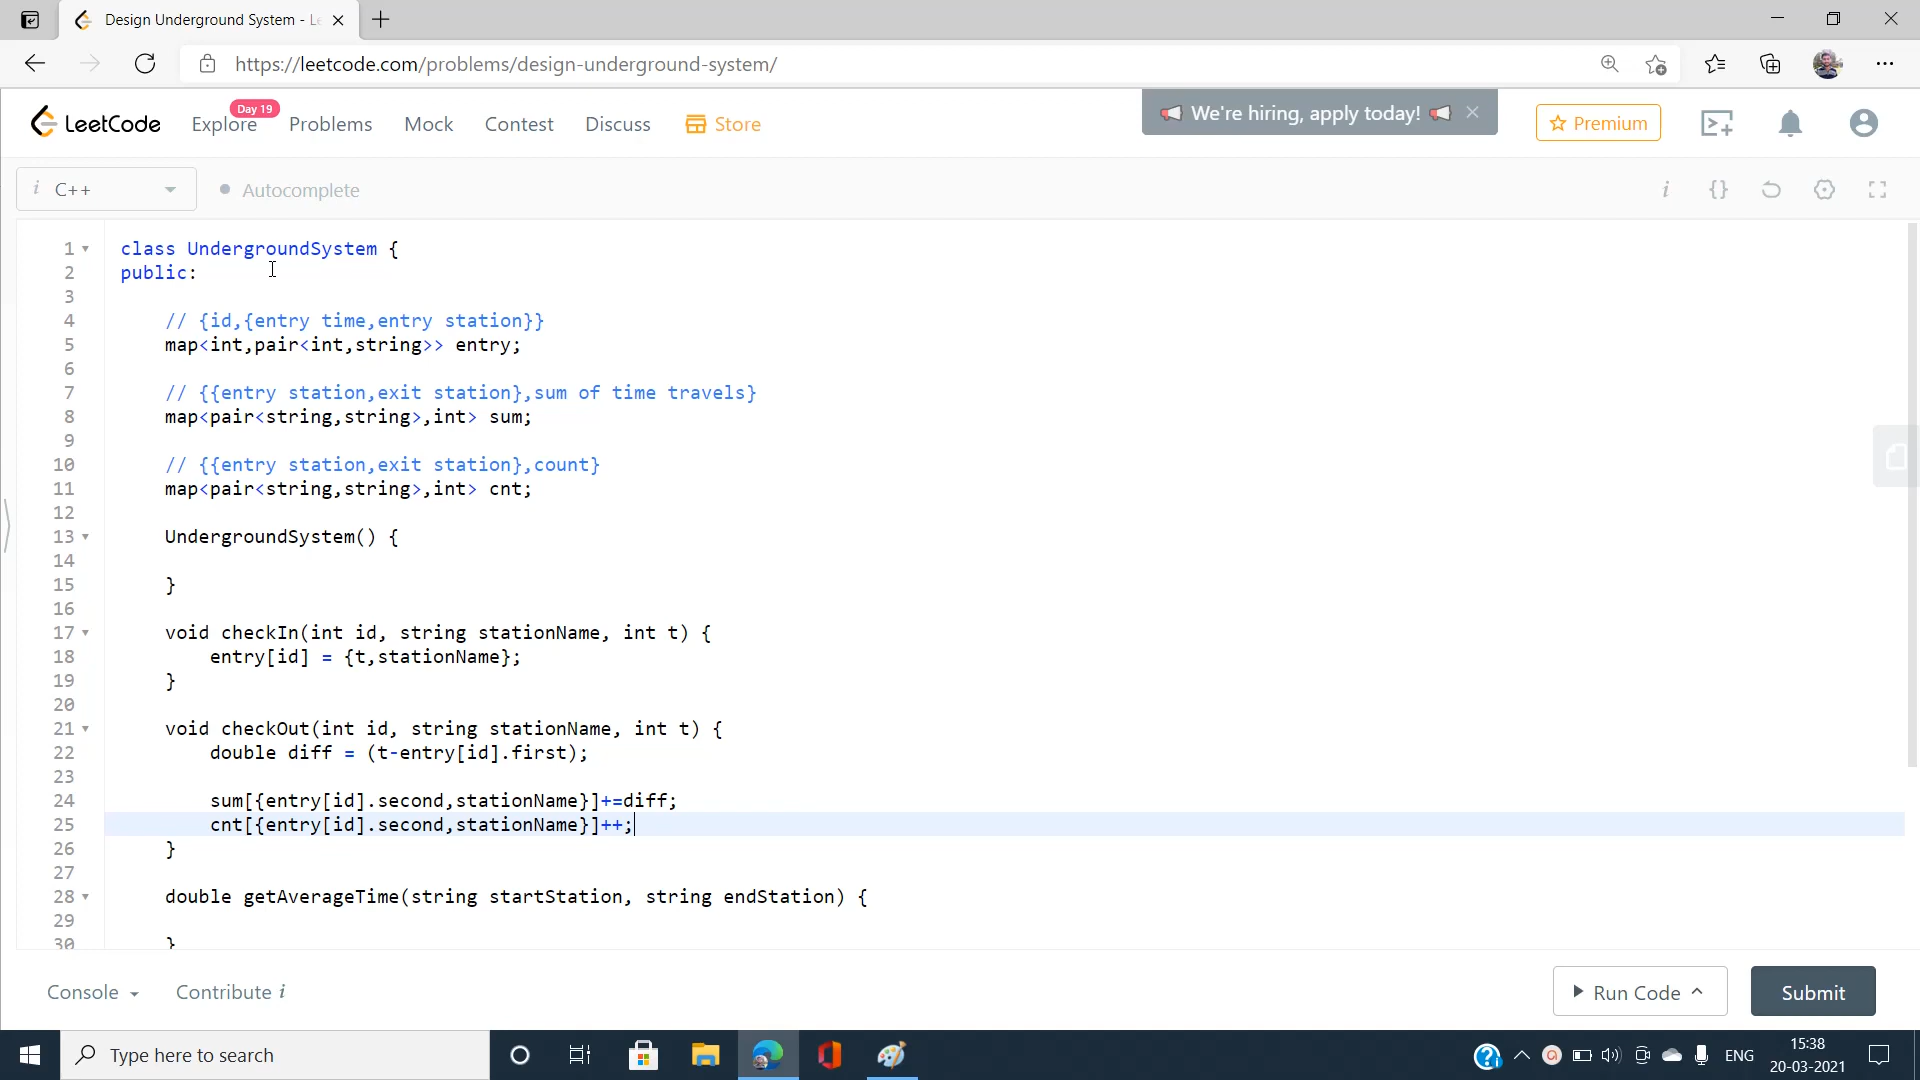 Design Underground System - Le
https://leetcode.com/problems/design-underground-system/
LeetCode
Explore
Day 19
Problems
Mock
Contest
Discuss
Store
We're hiring, apply today!
Premium
i C++
Autocomplete
i
{}
1 class UndergroundSystem {
2 public:
3
4 // {id,{entry time,entry station}}
5 map<int,pair<int,string>> entry;
6
7 // {{entry station,exit station},sum of time travels}
8 map<pair<string,string>,int> sum;
9
10 // {{entry station,exit station},count}
11 map<pair<string,string>,int> cnt;
12
13 UndergroundSystem() {
14
15 }
16
17 void checkIn(int id, string stationName, int t) {
18 entry[id] = {t,stationName};
19 }
20
21 void checkOut(int id, string stationName, int t) {
22 double diff = (t-entry[id].first);
23
24 sum[{entry[id].second,stationName}]+=diff;
25 cnt[{entry[id].second,stationName}]++;
26 }
27
28 double getAverageTime(string startStation, string endStation) {
29
30 }
Console
Contribute i
Run Code
Submit
Type here to search
ENG
15:38
20-03-2021